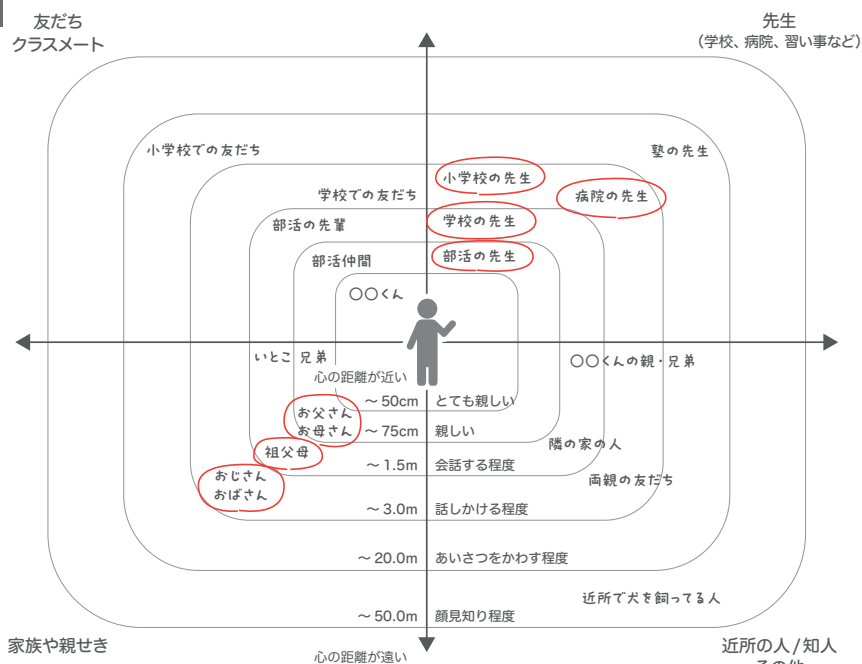 友だち
クラスメート
先生
(学校、病院、習い事など)
小学校での友だち
塾の先生
小学校の先生
学校での友だち
病院の先生
部活の先輩
学校の先生
部活仲間
部活の先生
〇〇くん
いとこ 兄弟
〇〇くんの親・兄弟
心の距離が近い
～50cm とても親しい
お父さん
お母さん
～75cm 親しい
隣の家の人
祖父母
～1.5m 会話する程度
おじさん
おばさん
両親の友だち
～3.0m 話しかける程度
～20.0m あいさつをかわす程度
近所で犬を飼ってる人
～50.0m 顔見知り程度
家族や親せき
心の距離が遠い
近所の人/知人
その他